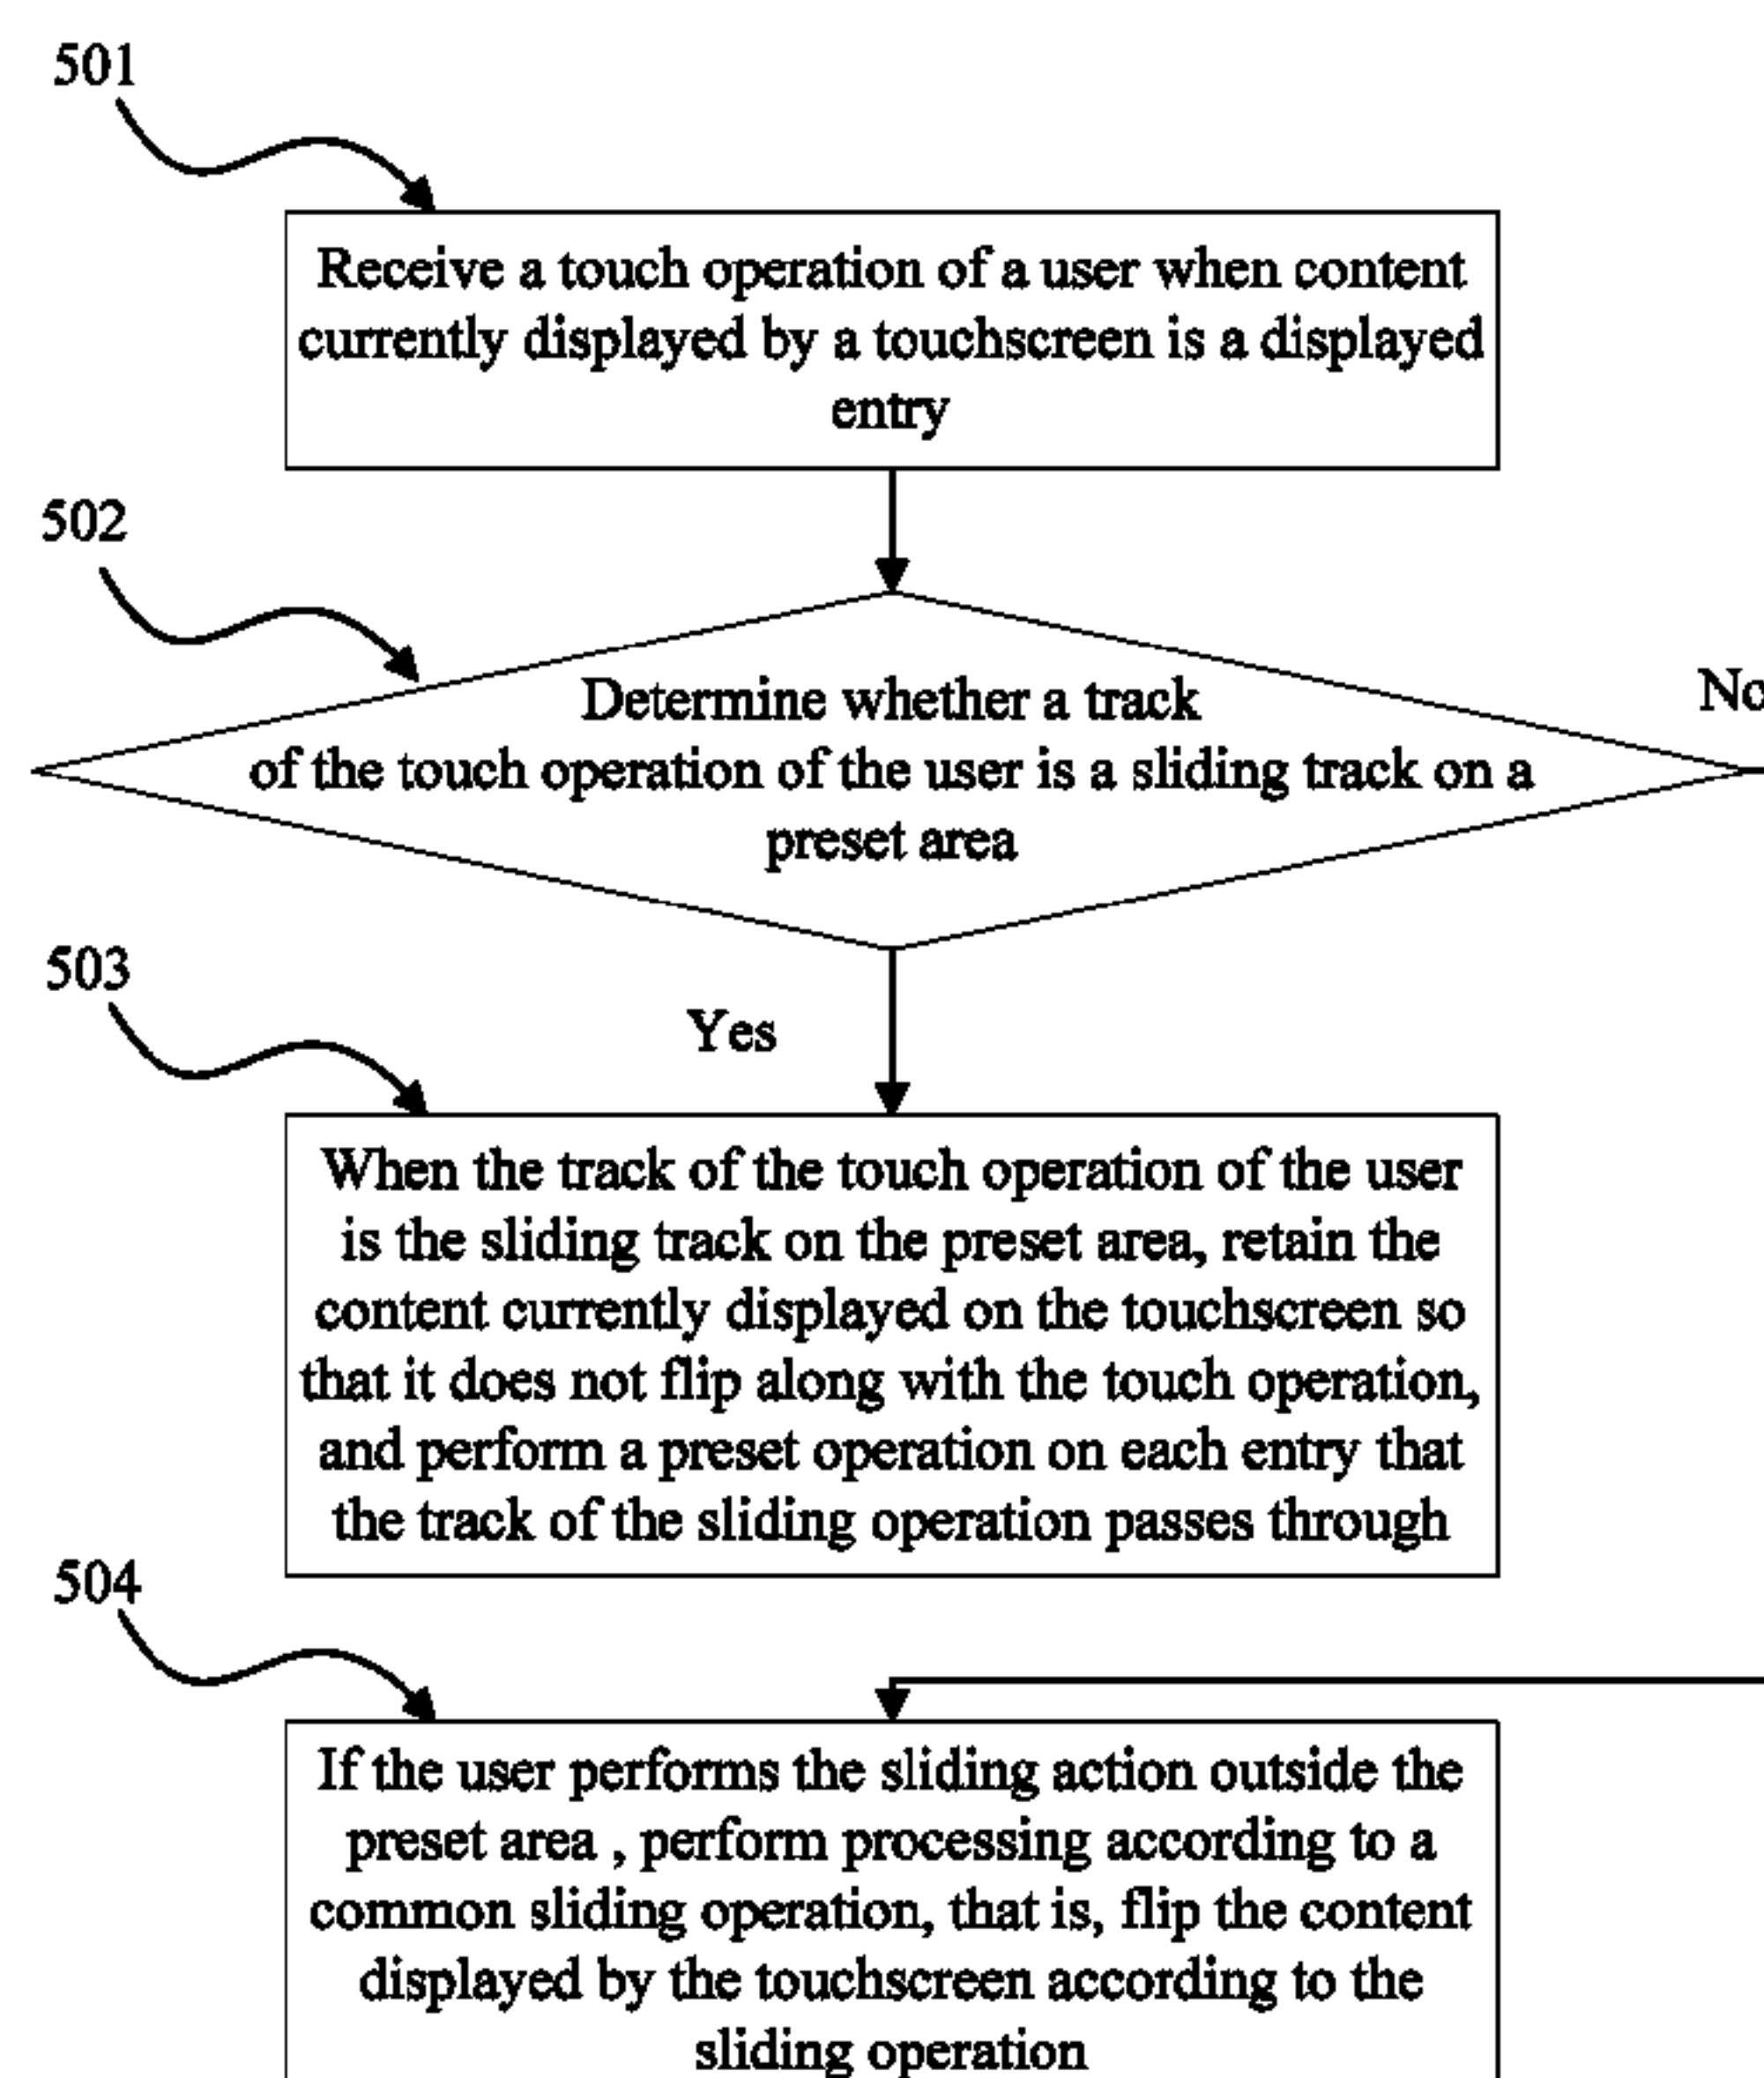 501
Receive a touch operation of a user when content
currently displayed by a touchscreen is a displayed
entry
502
Determine whether a track
of the touch operation of the user is a sliding track on a
preset area
No
503
Yes
When the track of the touch operation of the user
is the sliding track on the preset area, retain the
content currently displayed on the touchscreen so
that it does not flip along with the touch operation,
and perform a preset operation on each entry that
the track of the sliding operation passes through
504
If the user performs the sliding action outside the
preset area , perform processing according to a
common sliding operation, that is, flip the content
displayed by the touchscreen according to the
sliding operation